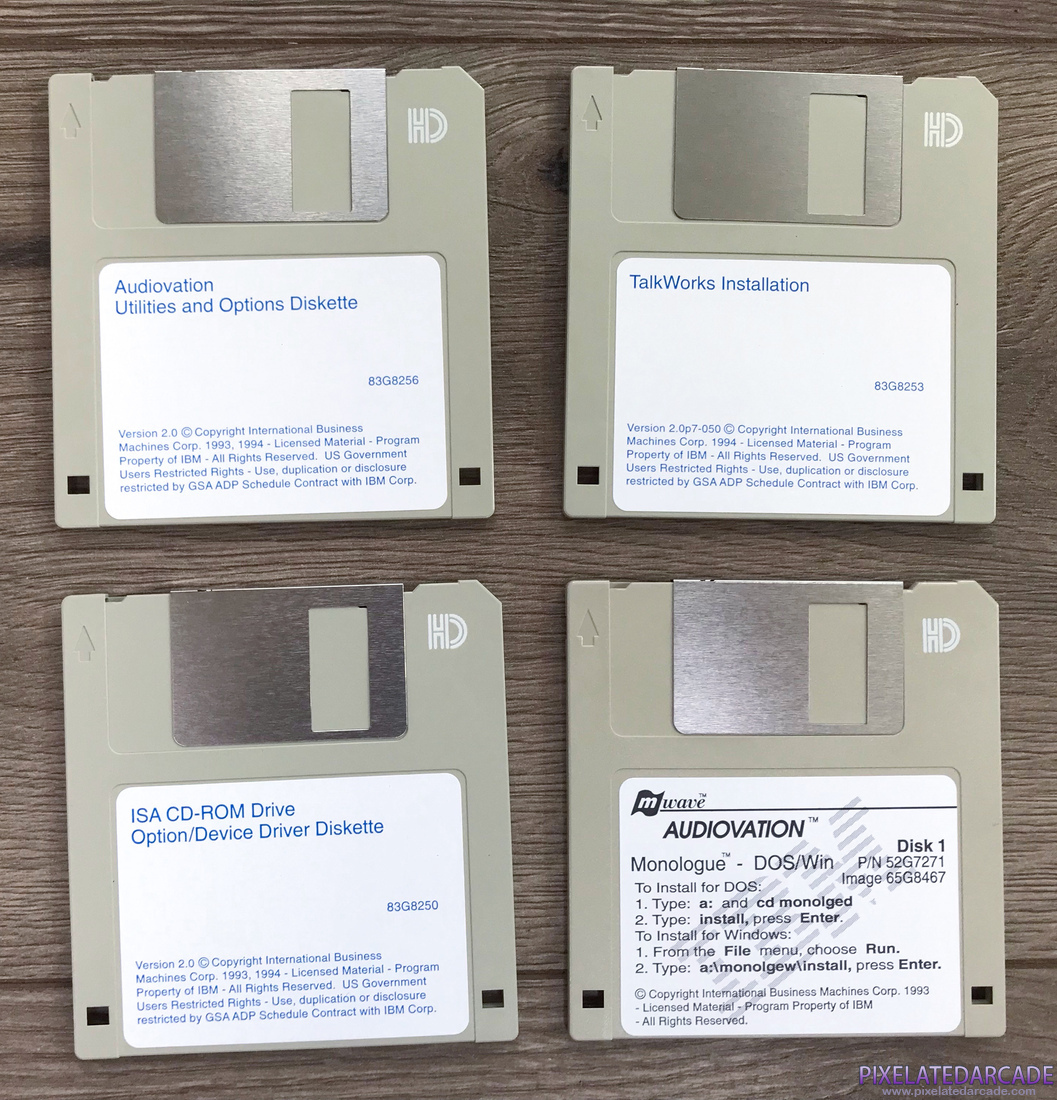 HD
Audiovation
Utilities and Options Diskette
83G8256
Version 2.0 © Copyright International Business
Machines Corp. 1993, 1994 - Licensed Material - Program
Property of IBM - All Rights Reserved. US Government
Users Restricted Rights - Use, duplication or disclosure
restricted by GSA ADP Schedule Contract with IBM Corp.
HD
TalkWorks Installation
83G8253
Version 2.0p7-050 © Copyright International Business
Machines Corp. 1994 - Licensed Material - Program
Property of IBM - All Rights Reserved. US Government
Users Restricted Rights - Use, duplication or disclosure
restricted by GSA ADP Schedule Contract with IBM Corp.
HD
ISA CD-ROM Drive
Option/Device Driver Diskette
83G8250
Version 2.0 © Copyright International Business
Machines Corp. 1993, 1994 - Licensed Material - Program
Property of IBM - All Rights Reserved. US Government
Users Restricted Rights - Use, duplication or disclosure
restricted by GSA ADP Schedule Contract with IBM Corp.
HD
mwave™
AUDIOVATION™
Disk 1
Monologue™ - DOS/Win P/N 52G7271
Image 65G8467
To Install for DOS:
1. Type: a: and cd monolged
2. Type: install, press Enter.
To Install for Windows:
1. From the File menu, choose Run.
2. Type: a:\monolgew\install, press Enter.
© Copyright International Business Machines Corp. 1993
- Licensed Material - Program Property of IBM
- All Rights Reserved.
PIXELATEDARCADE
www.pixelatedarcade.com